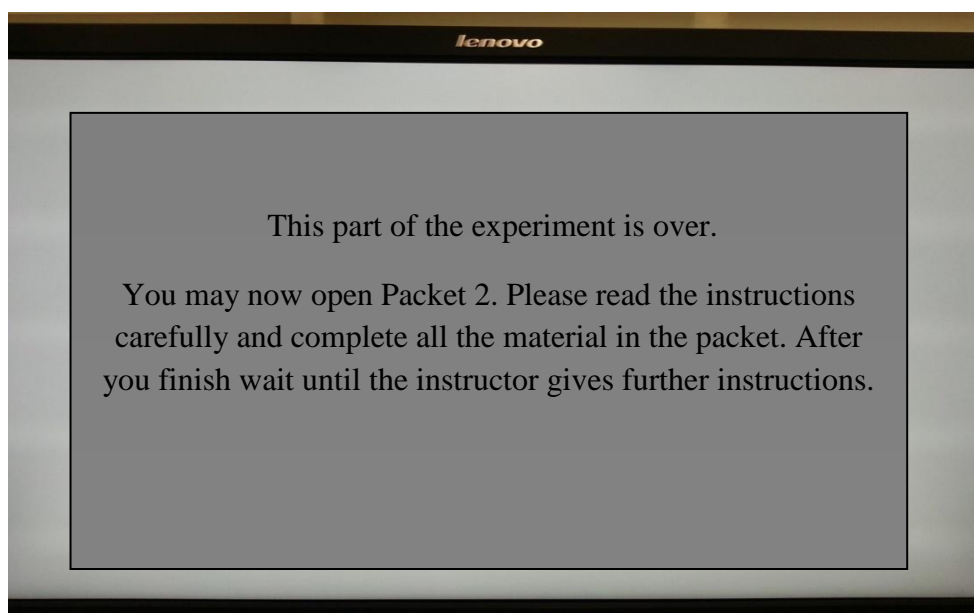 lenovo
This part of the experiment is over.
You may now open Packet 2. Please read the instructions
carefully and complete all the material in the packet. After
you finish wait until the instructor gives further instructions.